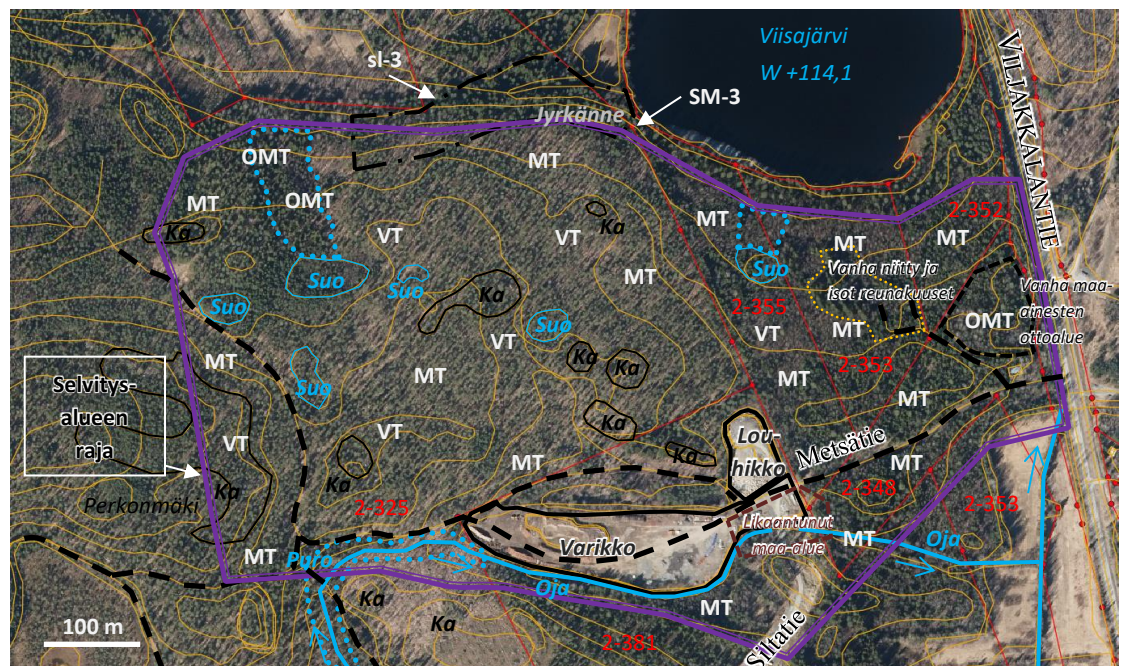 Viisajärvi
W +114,1
sl-3
SM-3
Jyrkänne
VILJAKKALANTIE
OMT
MT
OMT
MT
Ka
VT
VT
Ka
MT
MT
2-352
MT
MT
Vanha niitty ja
isot reunakuuset
Vanha maa-
ainesten
ottoalue
Suo
Suo
Suo
Suo
Ka
Suo
2-355
VT
MT
OMT
2-353
Suo
MT
MT
VT
Ka
Ka
MT
MT
Selvitys-
alueen
raja
VT
VT
Ka
Ka
MT
Lou-
hikko
Metsätie
MT
Perkonmäki
Ka
Ka
2-325
2-348
2-353
Likaantunut
maa-alue
Varikko
MT
Oja
MT
Puro
Oja
Ka
Ka
MT
Siltatie
2-381
100 m